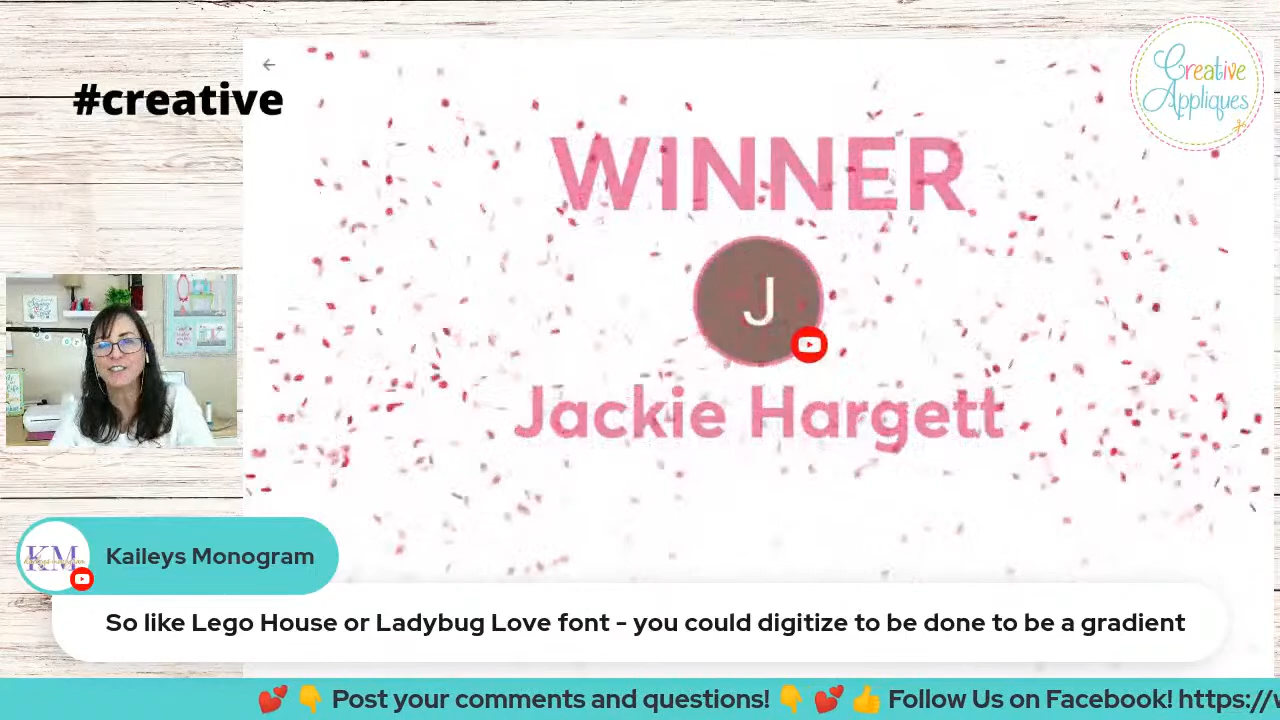 #creative
Creative
Appliques
WINNER
J
Jackie Hargett
KM
Kaileys Monogram
So like Lego House or Ladybug Love font - you could digitize to be done to be a gradient
💕 👇 Post your comments and questions! 👇 💕 👍 Follow Us on Facebook! https://